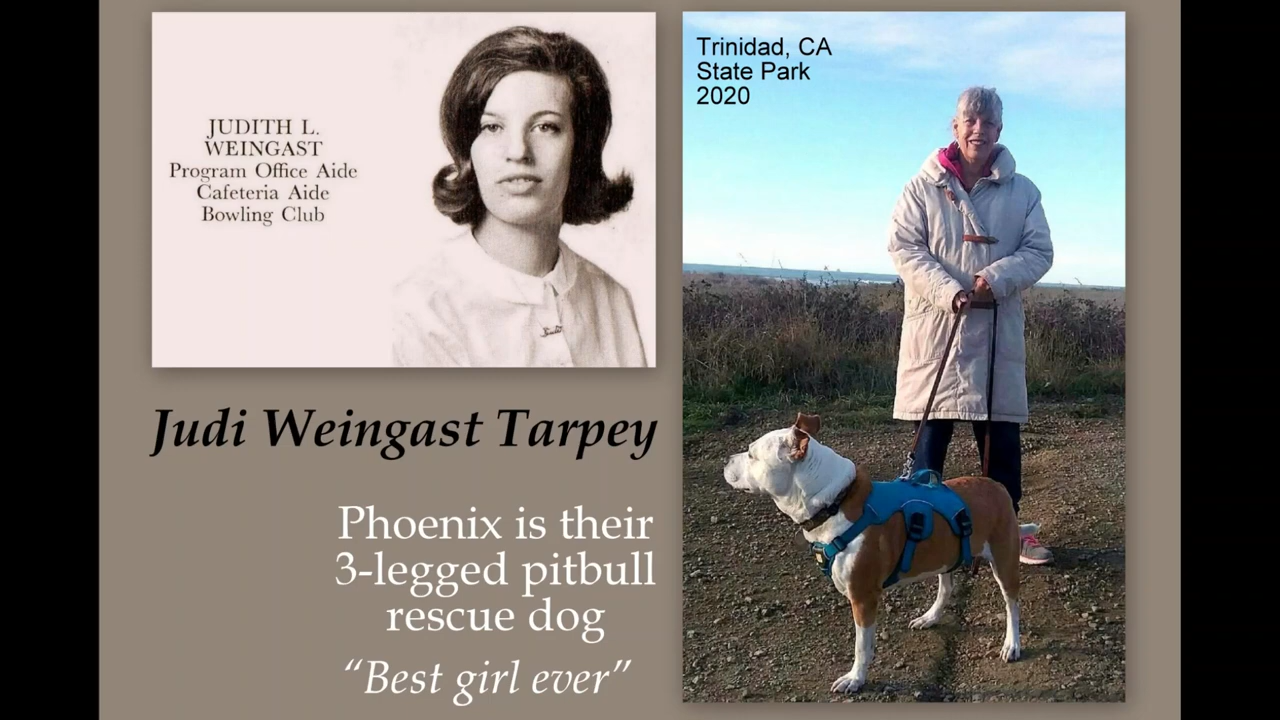 JUDITH L.
WEINGAST
Program Office Aide
Cafeteria Aide
Bowling Club
Judi Weingast Tarpey
Phoenix is their
3-legged pitbull
rescue dog
“Best girl ever”
Trinidad, CA
State Park
2020